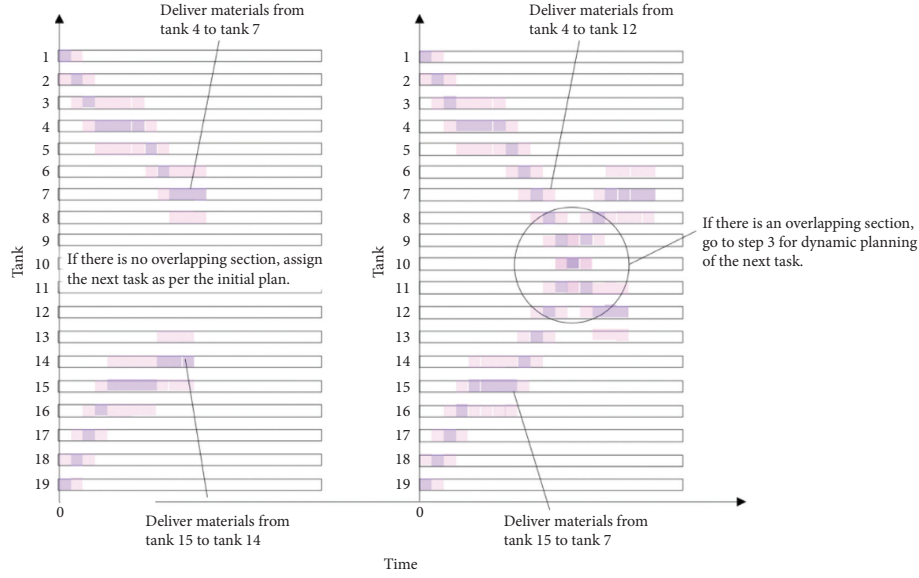 Deliver materials from
tank 4 to tank 7
Deliver materials from
tank 4 to tank 12
1
2
3
4
5
6
7
8
9
10
11
12
13
14
15
16
17
18
19
Tank
If there is no overlapping section, assign
the next task as per the initial plan.
0
Deliver materials from
tank 15 to tank 14
1
2
3
4
5
6
7
8
9
10
11
12
13
14
15
16
17
18
19
Tank
If there is an overlapping section,
go to step 3 for dynamic planning
of the next task.
0
Deliver materials from
tank 15 to tank 7
Time